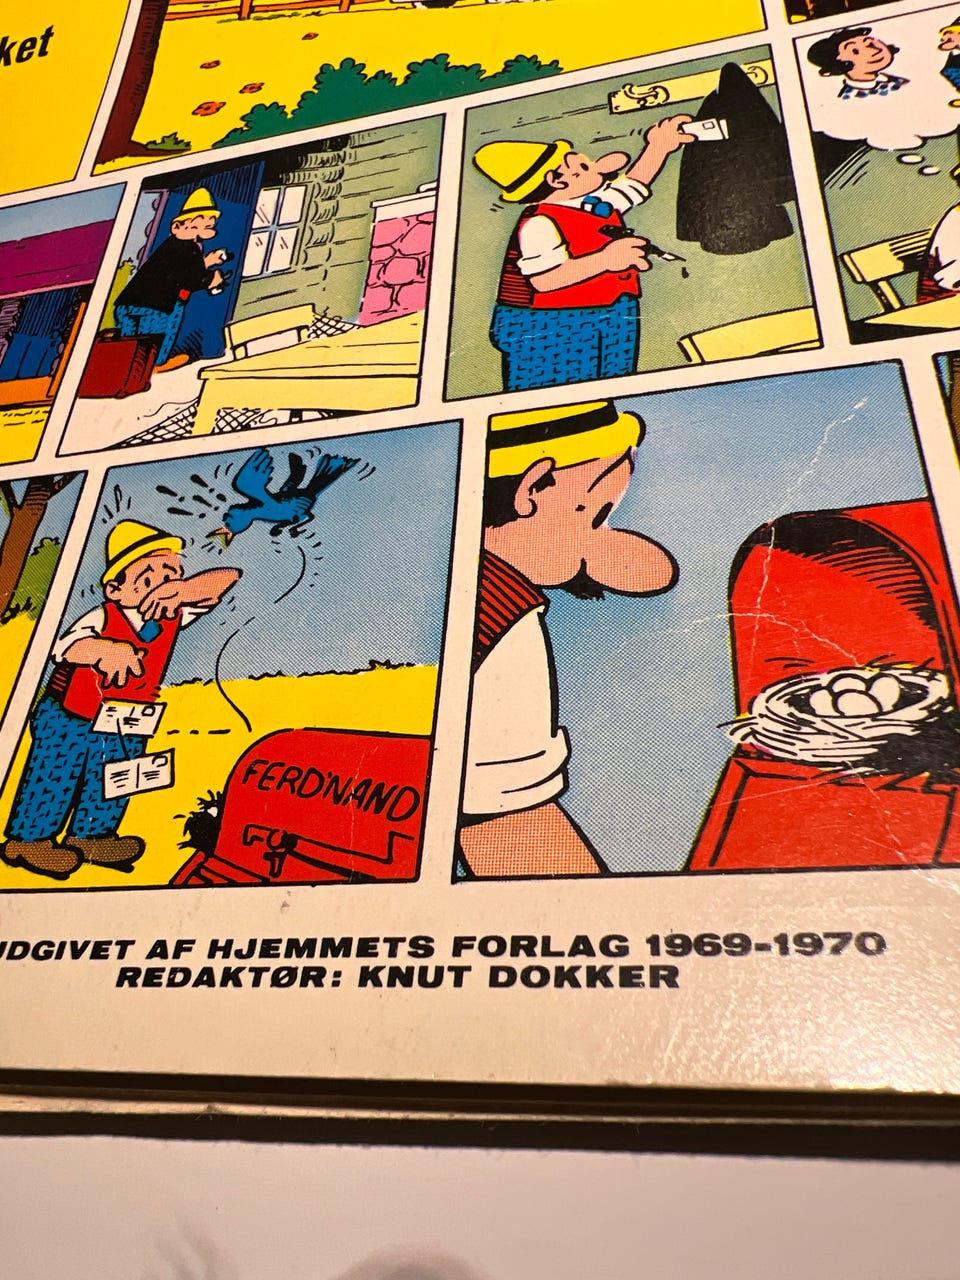 ket
FERD'NAND
UDGIVET AF HJEMMETS FORLAG 1969-1970
REDAKTØR: KNUT DOKKER